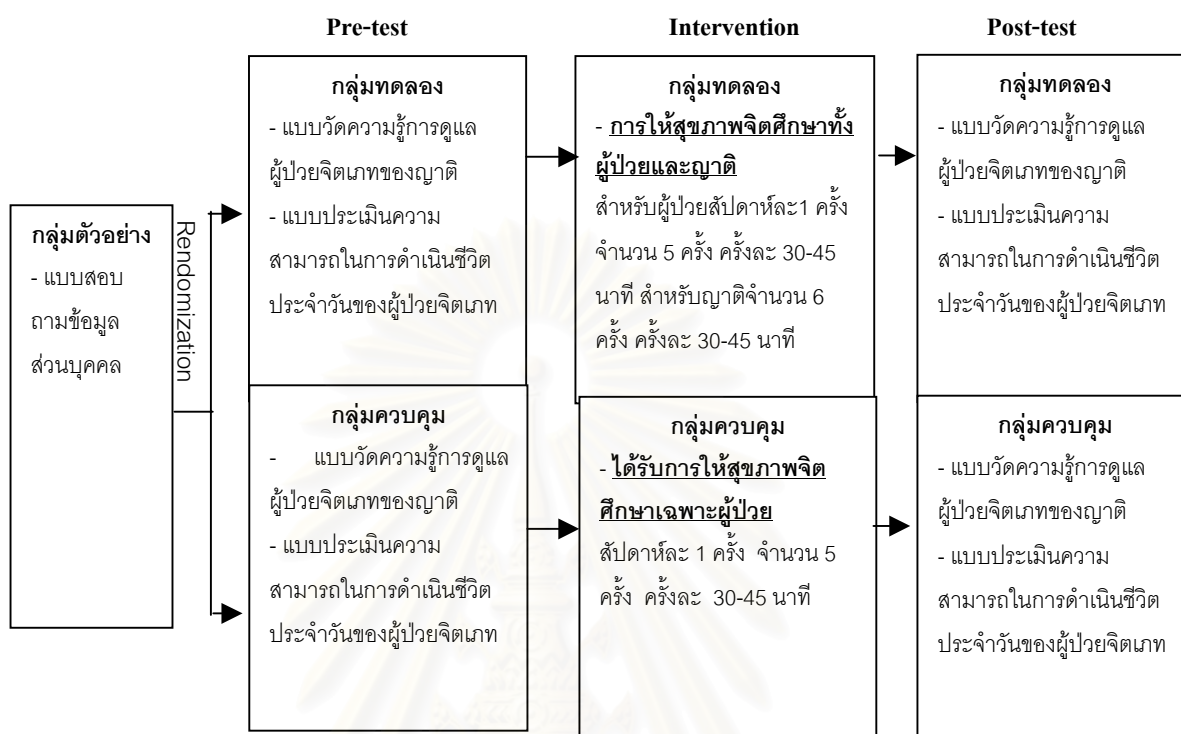 Pre-test
Intervention
Post-test
กลุ่มตัวอย่าง
- แบบสอบ
ถามข้อมูล
ส่วนบุคคล
Rendomization
กลุ่มทดลอง
- แบบวัดความรู้การดูแล
ผู้ป่วยจิตเภทของญาติ
- แบบประเมินความ
สามารถในการดำเนินชีวิต
ประจำวันของผู้ป่วยจิตเภท
กลุ่มทดลอง
- การให้สุขภาพจิตศึกษาทั้ง
ผู้ป่วยและญาติ
สำหรับผู้ป่วยสัปดาห์ละ1 ครั้ง
จำนวน 5 ครั้ง ครั้งละ 30-45
นาที สำหรับญาติจำนวน 6
ครั้ง ครั้งละ 30-45 นาที
กลุ่มทดลอง
- แบบวัดความรู้การดูแล
ผู้ป่วยจิตเภทของญาติ
- แบบประเมินความ
สามารถในการดำเนินชีวิต
ประจำวันของผู้ป่วยจิตเภท
กลุ่มควบคุม
- แบบวัดความรู้การดูแล
ผู้ป่วยจิตเภทของญาติ
- แบบประเมินความ
สามารถในการดำเนินชีวิต
ประจำวันของผู้ป่วยจิตเภท
กลุ่มควบคุม
- ได้รับการให้สุขภาพจิต
ศึกษาเฉพาะผู้ป่วย
สัปดาห์ละ 1 ครั้ง จำนวน 5
ครั้ง ครั้งละ 30-45 นาที
กลุ่มควบคุม
- แบบวัดความรู้การดูแล
ผู้ป่วยจิตเภทของญาติ
- แบบประเมินความ
สามารถในการดำเนินชีวิต
ประจำวันของผู้ป่วยจิตเภท